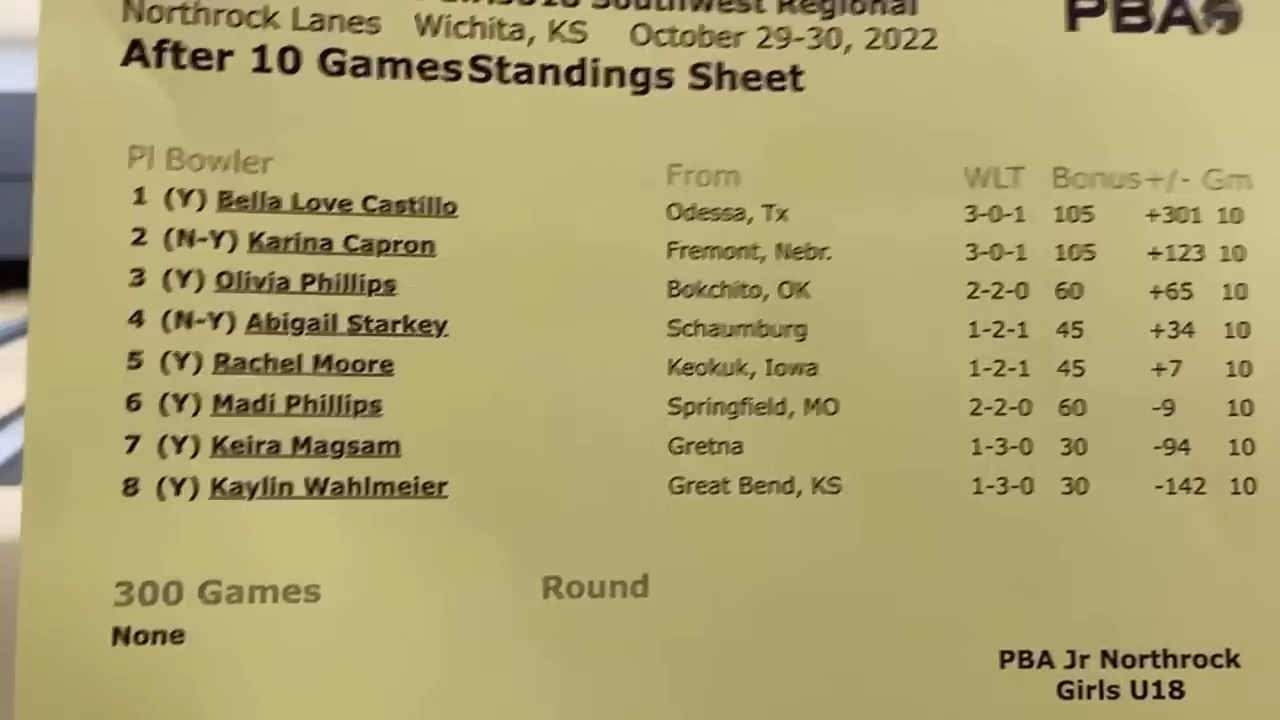 Southwest Regional
Northrock Lanes Wichita, KS October 29-30, 2022
PBA
After 10 Games Standings Sheet
Pl Bowler From WLT Bonus +/- Gm
1 (Y) Bella Love Castillo Odessa, Tx 3-0-1 105 +301 10
2 (N-Y) Karina Capron Fremont, Nebr. 3-0-1 105 +123 10
3 (Y) Olivia Phillips Bokchito, OK 2-2-0 60 +65 10
4 (N-Y) Abigail Starkey Schaumburg 1-2-1 45 +34 10
5 (Y) Rachel Moore Keokuk, Iowa 1-2-1 45 +7 10
6 (Y) Madi Phillips Springfield, MO 2-2-0 60 -9 10
7 (Y) Keira Magsam Gretna 1-3-0 30 -94 10
8 (Y) Kaylin Wahlmeier Great Bend, KS 1-3-0 30 -142 10
300 Games Round
None
PBA Jr Northrock
Girls U18